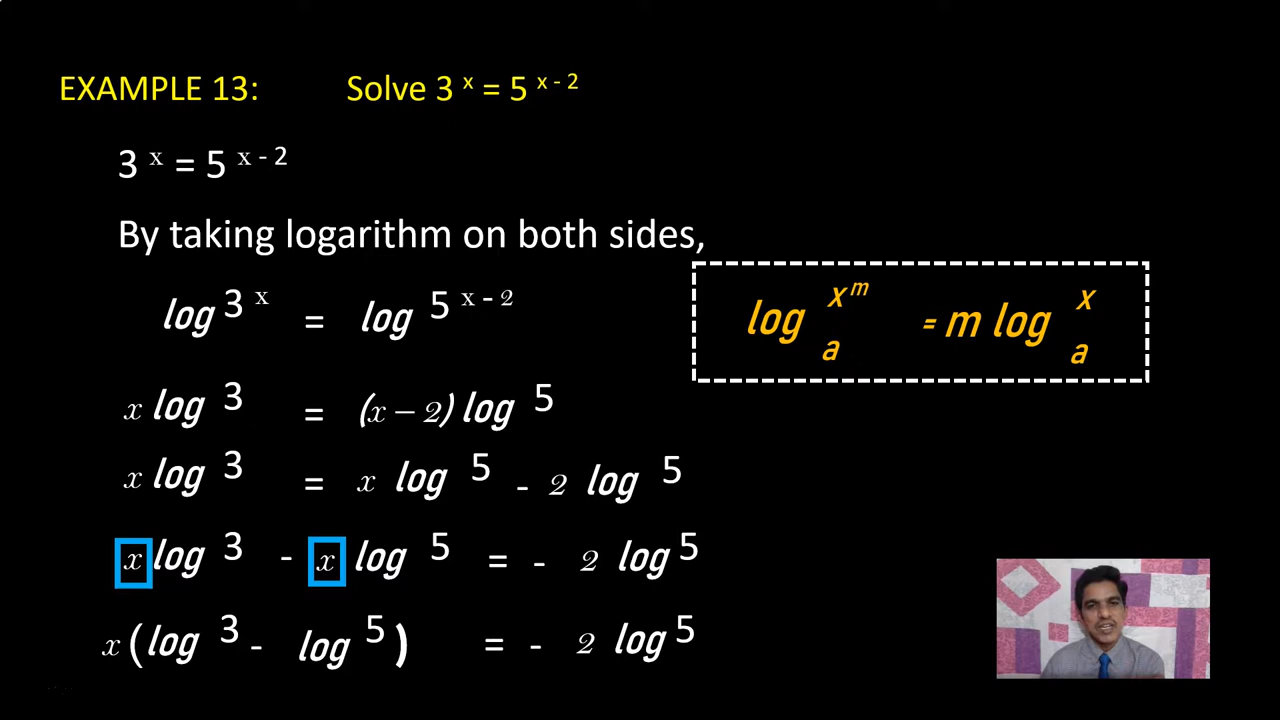 EXAMPLE 13: Solve 3 ˣ = 5 ˣ ⁻ ²
3 ˣ = 5 ˣ ⁻ ²
By taking logarithm on both sides,
log 3 ˣ = log 5 ˣ ⁻ ²
log xᵐ a = m log x a
x log 3 = (x – 2) log 5
x log 3 = x log 5 - 2 log 5
x log 3 - x log 5 = - 2 log 5
x (log 3 - log 5) = - 2 log 5